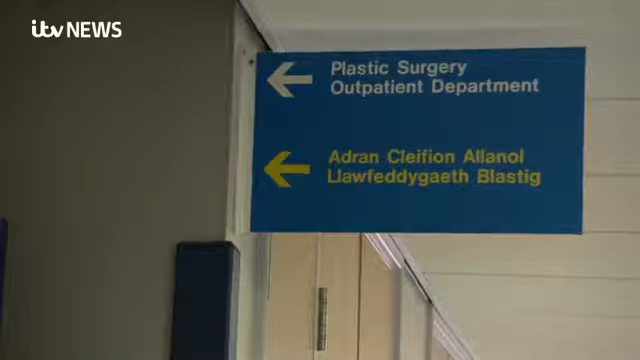 itv NEWS
Plastic Surgery
Outpatient Department
Adran Cleifion Allanol
Llawfeddygaeth Blastig